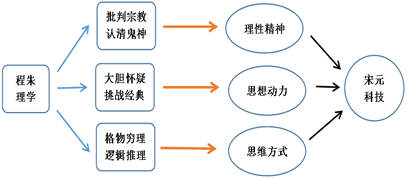 程朱
理学
批判宗教
认清鬼神
大胆怀疑
挑战经典
格物穷理
逻辑推理
理性精神
思想动力
思维方式
宋元
科技